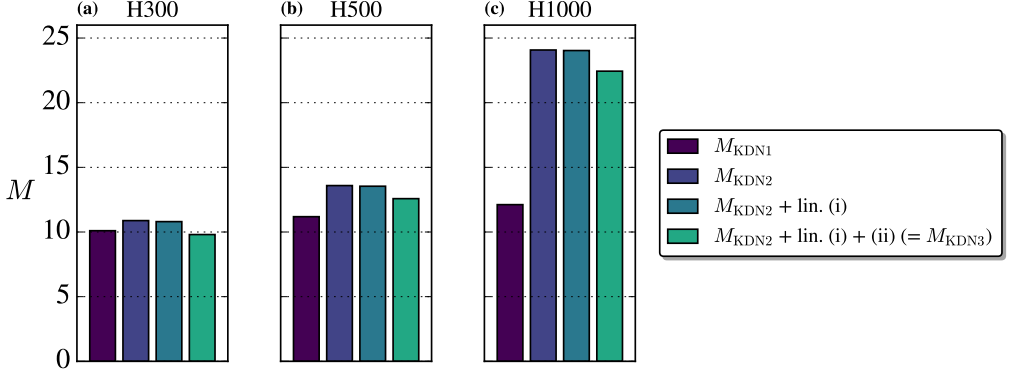 (a) H300
(b) H500
(c) H1000
25
20
15
10
5
0
M
M_KDN1
M_KDN2
M_KDN2 + lin. (i)
M_KDN2 + lin. (i) + (ii) (= M_KDN3)